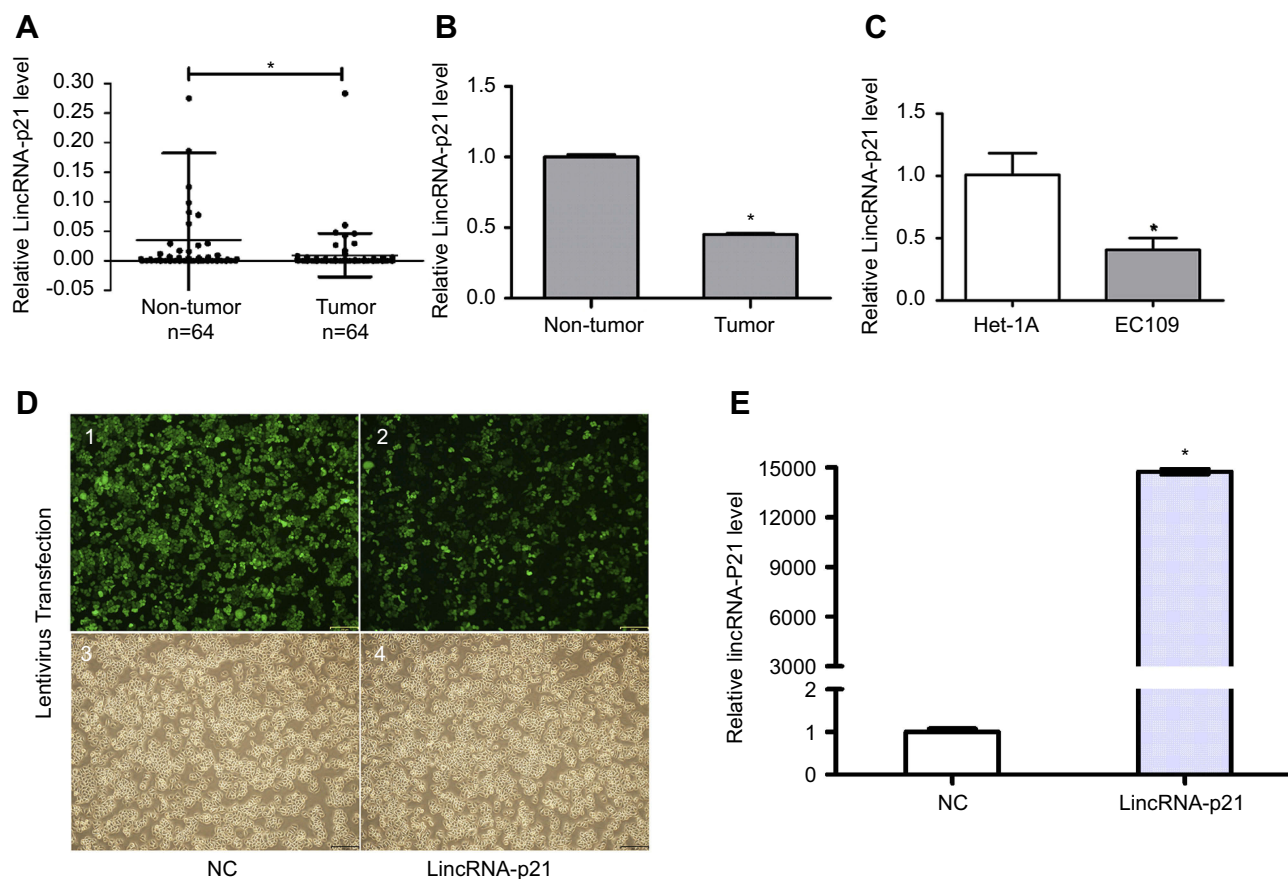 A
Relative LincRNA-p21 level
0.30
0.25
0.20
0.15
0.10
0.05
0.00
-0.05
*
Non-tumor
n=64
Tumor
n=64
B
Relative LincRNA-p21 level
1.5
1.0
0.5
0.0
*
Non-tumor
Tumor
C
Relative LincRNA-p21 level
1.5
1.0
0.5
0.0
*
Het-1A
EC109
D
Lentivirus Transfection
1
2
3
4
NC
LincRNA-p21
E
Relative lincRNA-P21 level
15000
12000
9000
6000
3000
2
1
0
*
NC
LincRNA-p21